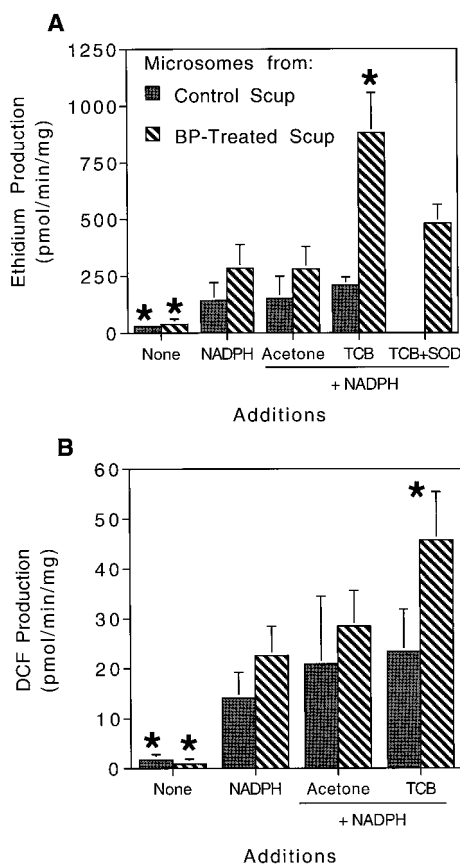 A
Ethidium Production
(pmol/min/mg)
1250
1000
750
500
250
0
Microsomes from:
Control Scup
BP-Treated Scup
* * *
None NADPH Acetone TCB TCB+SOD
+ NADPH
Additions
B
DCF Production
(pmol/min/mg)
60
50
40
30
20
10
0
* * *
None NADPH Acetone TCB
+ NADPH
Additions